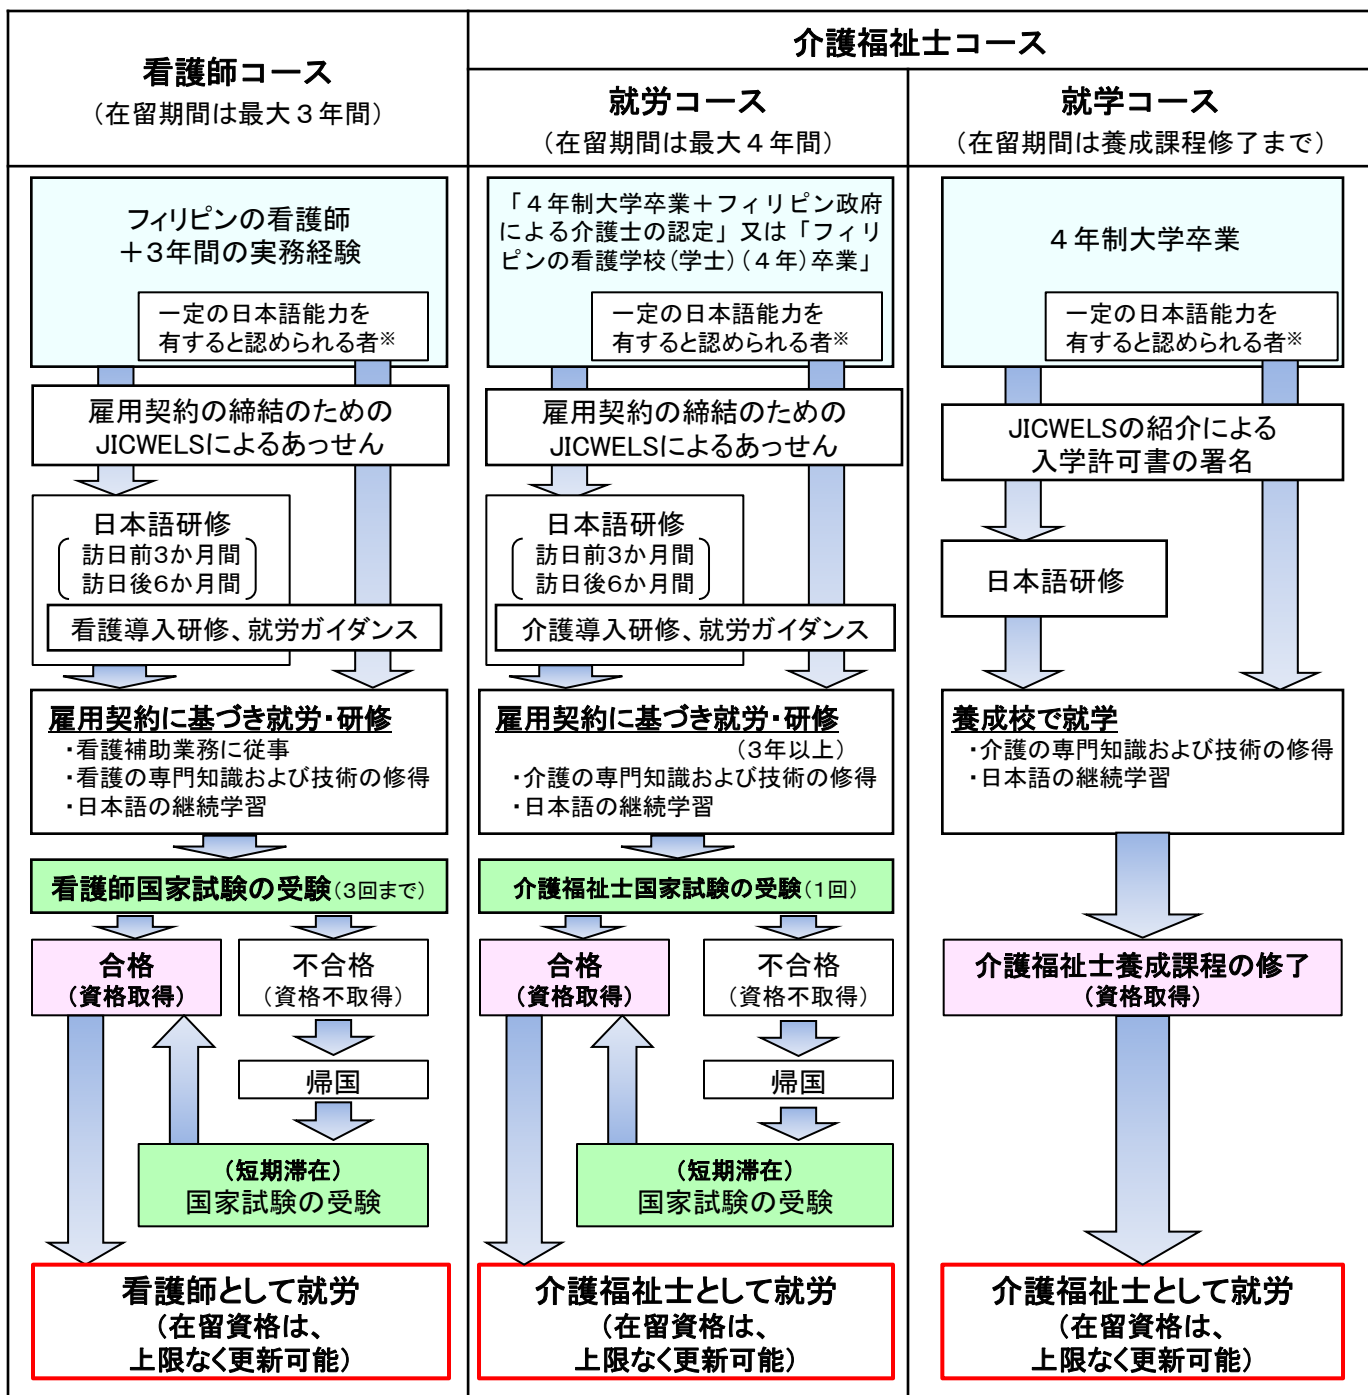 看護師コース
（在留期間は最大３年間）
介護福祉士コース
就労コース
（在留期間は最大４年間）
就学コース
（在留期間は養成課程修了まで）
フィリピンの看護師
＋3年間の実務経験
一定の日本語能力を
有すると認められる者※
雇用契約の締結のための
JICWELSによるあっせん
日本語研修
訪日前3か月間
訪日後6か月間
看護導入研修、就労ガイダンス
雇用契約に基づき就労・研修
・看護補助業務に従事
・看護の専門知識および技術の修得
・日本語の継続学習
看護師国家試験の受験（3回まで）
合格
（資格取得）
不合格
（資格不取得）
帰国
（短期滞在）
国家試験の受験
看護師として就労
（在留資格は、
上限なく更新可能）
「４年制大学卒業＋フィリピン政府
による介護士の認定」又は「フィリ
ピンの看護学校（学士）（４年）卒業」
一定の日本語能力を
有すると認められる者※
雇用契約の締結のための
JICWELSによるあっせん
日本語研修
訪日前3か月間
訪日後6か月間
介護導入研修、就労ガイダンス
雇用契約に基づき就労・研修
（3年以上）
・介護の専門知識および技術の修得
・日本語の継続学習
介護福祉士国家試験の受験（1回）
合格
（資格取得）
不合格
（資格不取得）
帰国
（短期滞在）
国家試験の受験
介護福祉士として就労
（在留資格は、
上限なく更新可能）
４年制大学卒業
一定の日本語能力を
有すると認められる者※
JICWELSの紹介による
入学許可書の署名
日本語研修
養成校で就学
・介護の専門知識および技術の修得
・日本語の継続学習
介護福祉士養成課程の修了
（資格取得）
介護福祉士として就労
（在留資格は、
上限なく更新可能）